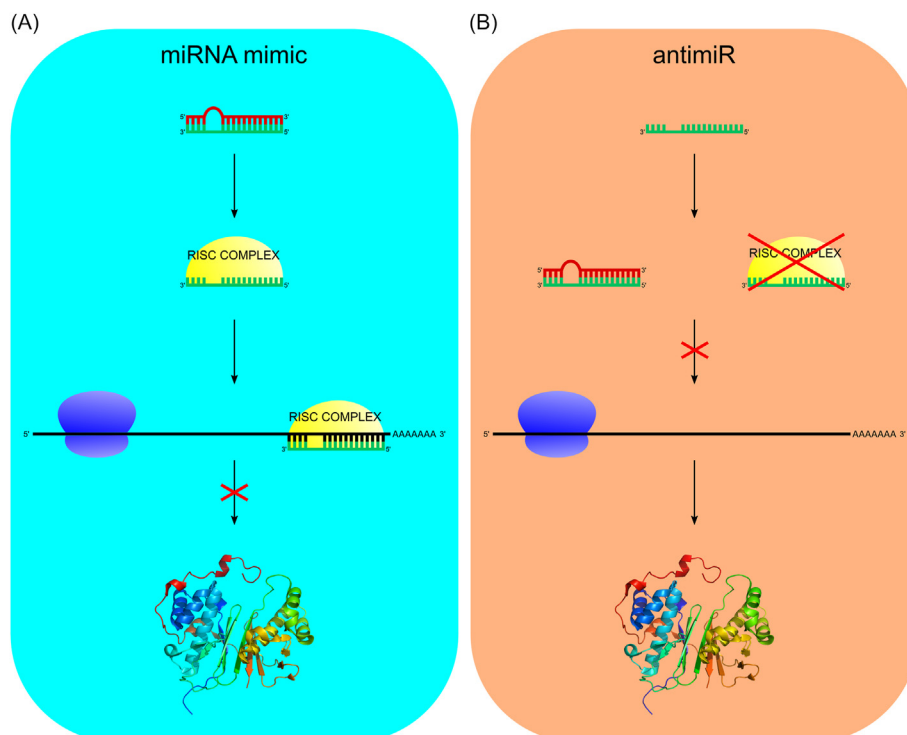 (A)
miRNA mimic
5' 3'
3' 5'
RISC COMPLEX
3' 5'
RISC COMPLEX
5' AAAAAAA 3'
3' 5'
(B)
antimiR
3' 5'
RISC COMPLEX
5' 3'
3' 5'
3' 5'
5' AAAAAAA 3'